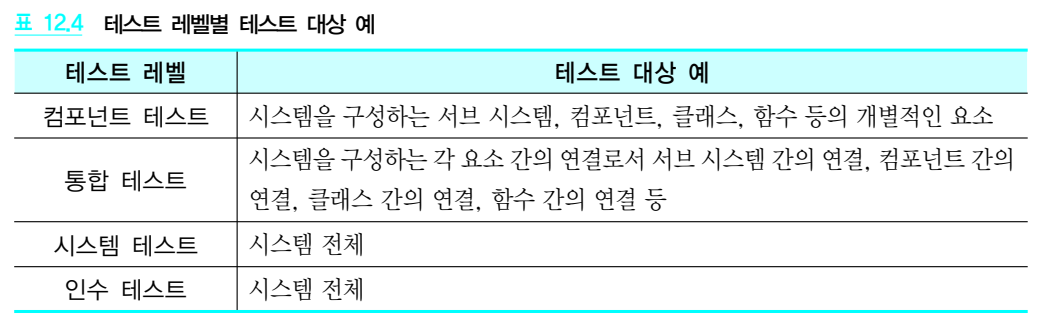 표 12.4 테스트 레벨별 테스트 대상 예
테스트 레벨 테스트 대상 예
컴포넌트 테스트 시스템을 구성하는 서브 시스템, 컴포넌트, 클래스, 함수 등의 개별적인 요소
통합 테스트 시스템을 구성하는 각 요소 간의 연결로서 서브 시스템 간의 연결, 컴포넌트 간의
연결, 클래스 간의 연결, 함수 간의 연결 등
시스템 테스트 시스템 전체
인수 테스트 시스템 전체